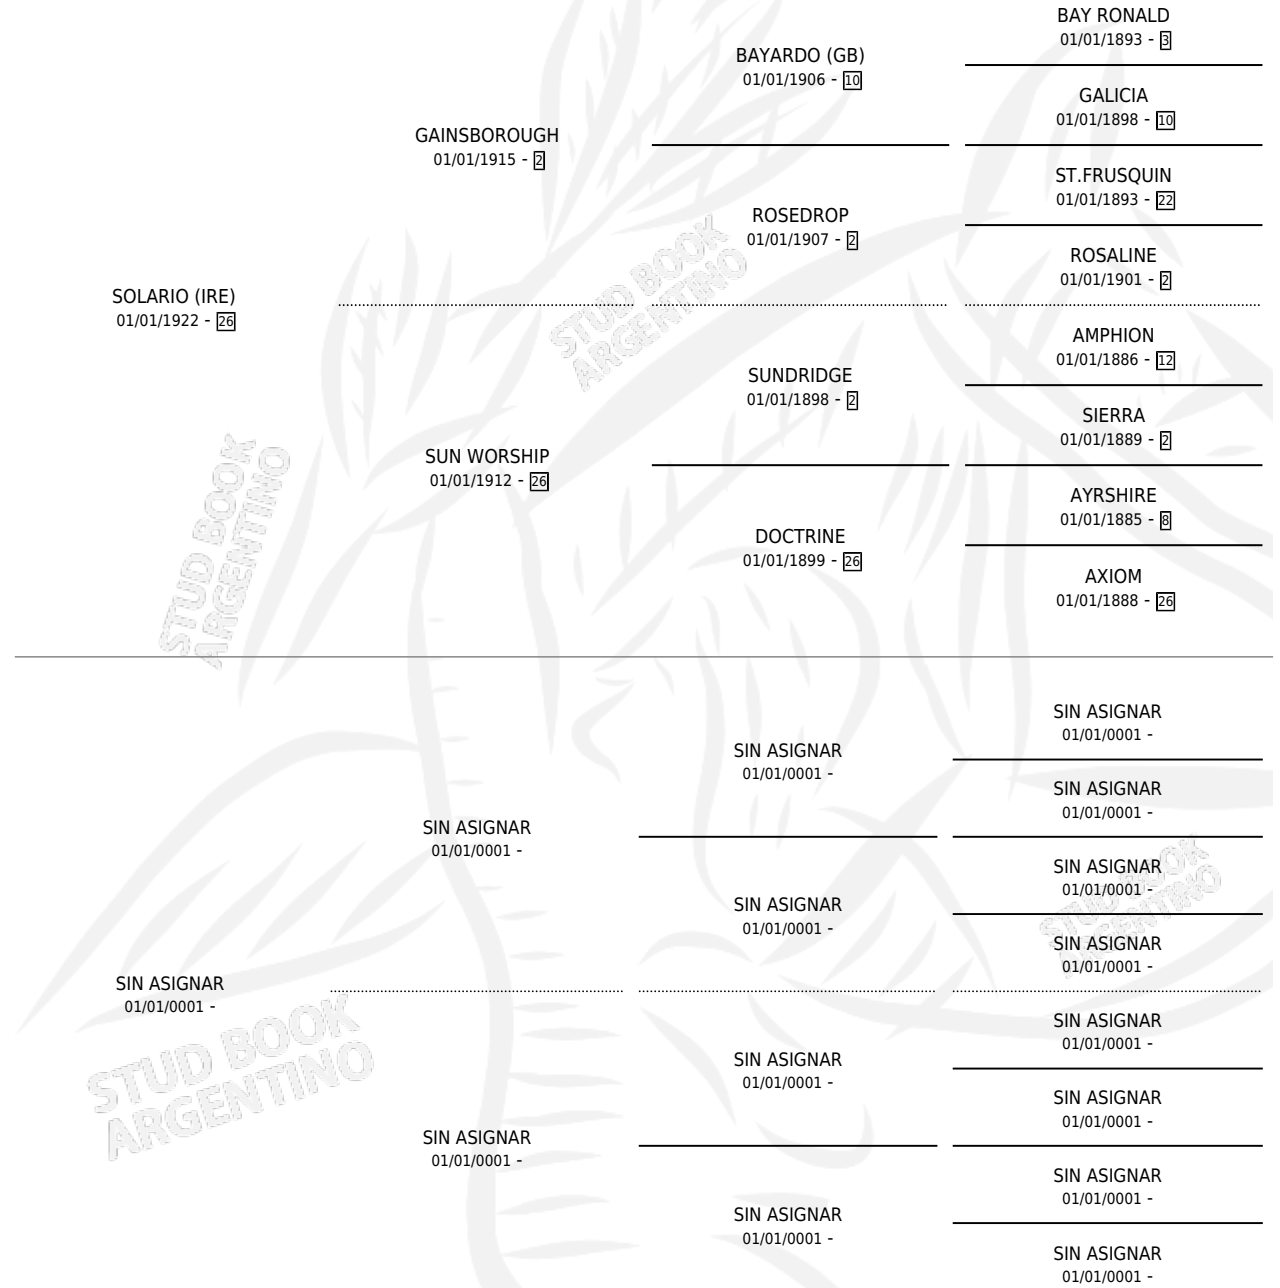 BAY RONALD
01/01/1893 - 3
BAYARDO (GB)
01/01/1906 - 10
GALICIA
01/01/1898 - 10
GAINSBOROUGH
01/01/1915 - 2
ST.FRUSQUIN
01/01/1893 - 22
ROSEDROP
01/01/1907 - 2
ROSALINE
01/01/1901 - 2
SOLARIO (IRE)
01/01/1922 - 26
AMPHION
01/01/1886 - 12
SUNDRIDGE
01/01/1898 - 2
SIERRA
01/01/1889 - 2
SUN WORSHIP
01/01/1912 - 26
AYRSHIRE
01/01/1885 - 8
DOCTRINE
01/01/1899 - 26
AXIOM
01/01/1888 - 26
STUD BOOK
ARGENTINO
STUD BOOK
ARGENTINO
SIN ASIGNAR
01/01/0001 -
SIN ASIGNAR
01/01/0001 -
SIN ASIGNAR
01/01/0001 -
SIN ASIGNAR
01/01/0001 -
SIN ASIGNAR
01/01/0001 -
SIN ASIGNAR
01/01/0001 -
SIN ASIGNAR
01/01/0001 -
SIN ASIGNAR
01/01/0001 -
SIN ASIGNAR
01/01/0001 -
SIN ASIGNAR
01/01/0001 -
SIN ASIGNAR
01/01/0001 -
SIN ASIGNAR
01/01/0001 -
SIN ASIGNAR
01/01/0001 -
SIN ASIGNAR
01/01/0001 -
SIN ASIGNAR
01/01/0001 -
STUD BOOK
ARGENTINO
STUD BOOK
ARGENTINO